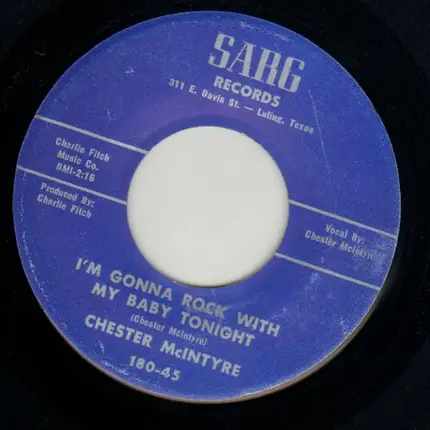 SARG
RECORDS
311 E. Davis St. — Luling, Texas
Charlie Fitch
Music Co.
BMI-2:16
Produced By:
Charlie Fitch
Vocal By:
Chester McIntyre
I'M GONNA ROCK WITH
MY BABY TONIGHT
(Chester McIntyre)
CHESTER McINTYRE
180-45